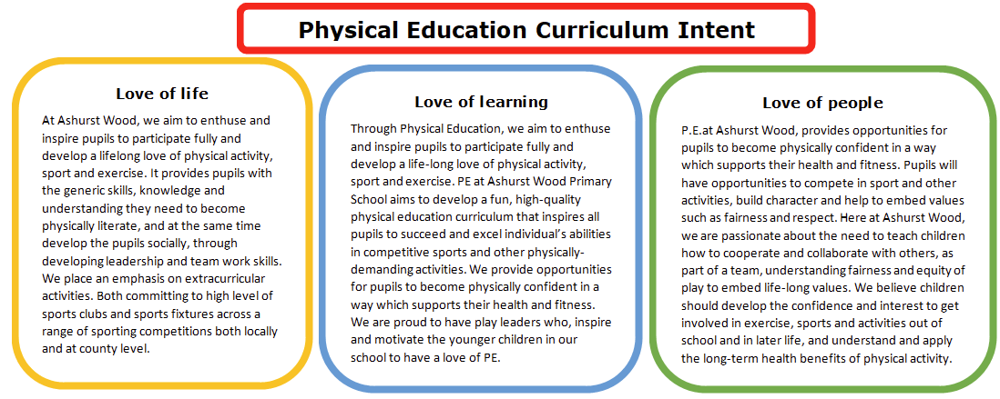 Physical Education Curriculum Intent
Love of life
At Ashurst Wood, we aim to enthuse and
inspire pupils to participate fully and
develop a lifelong love of physical activity,
sport and exercise. It provides pupils with
the generic skills, knowledge and
understanding they need to become
physically literate, and at the same time
develop the pupils socially, through
developing leadership and team work skills.
We place an emphasis on extracurricular
activities. Both committing to high level of
sports clubs and sports fixtures across a
range of sporting competitions both locally
and at county level.
Love of learning
Through Physical Education, we aim to enthuse
and inspire pupils to participate fully and
develop a life-long love of physical activity,
sport and exercise. PE at Ashurst Wood Primary
School aims to develop a fun, high-quality
physical education curriculum that inspires all
pupils to succeed and excel individual’s abilities
in competitive sports and other physically-
demanding activities. We provide opportunities
for pupils to become physically confident in a
way which supports their health and fitness.
We are proud to have play leaders who, inspire
and motivate the younger children in our
school to have a love of PE.
Love of people
P.E.at Ashurst Wood, provides opportunities for
pupils to become physically confident in a way
which supports their health and fitness. Pupils will
have opportunities to compete in sport and other
activities, build character and help to embed values
such as fairness and respect. Here at Ashurst Wood,
we are passionate about the need to teach children
how to cooperate and collaborate with others, as
part of a team, understanding fairness and equity of
play to embed life-long values. We believe children
should develop the confidence and interest to get
involved in exercise, sports and activities out of
school and in later life, and understand and apply
the long-term health benefits of physical activity.